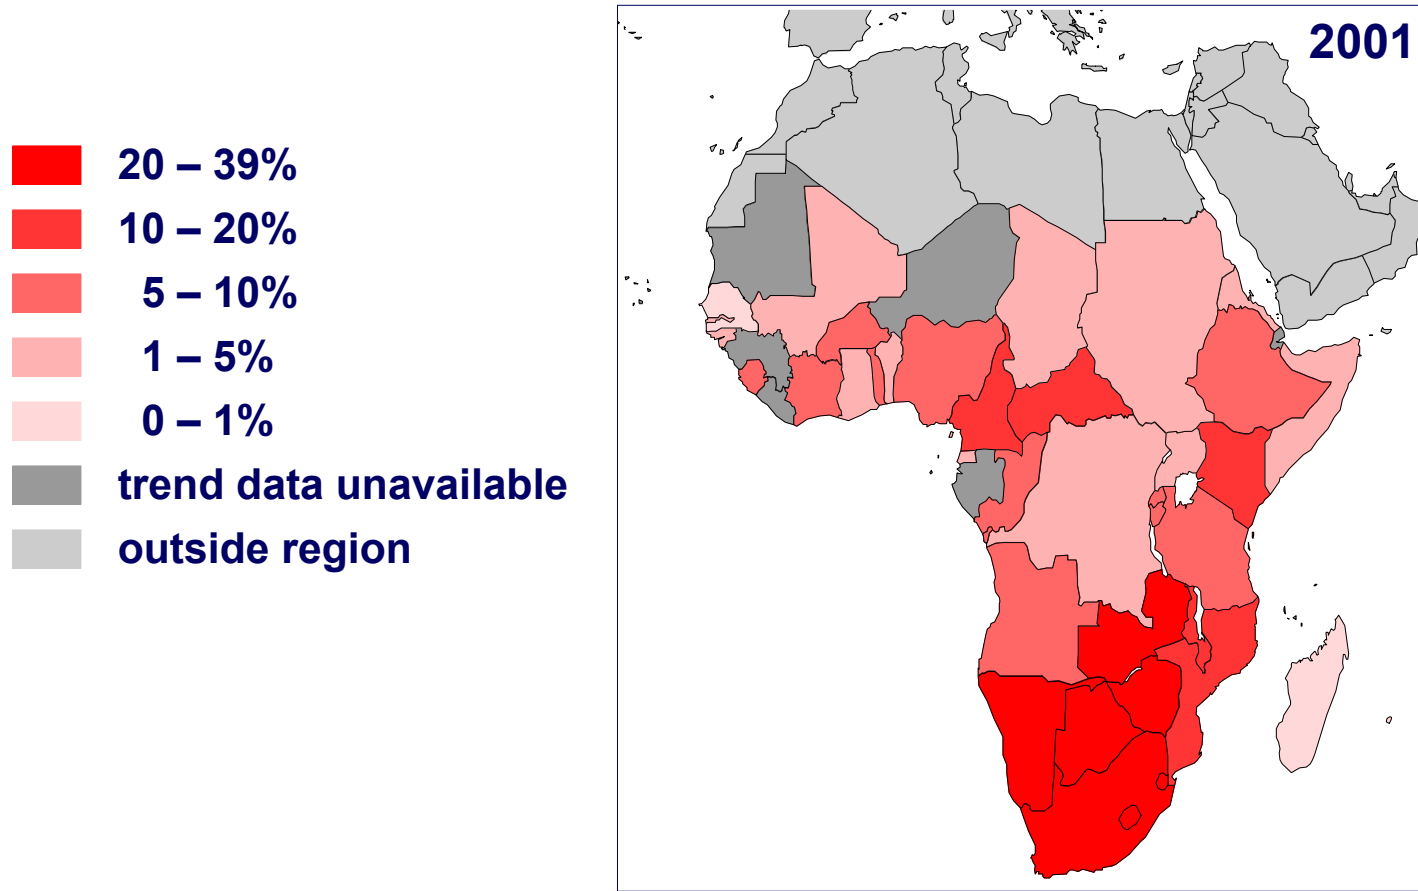 2001
20 – 39%
10 – 20%
5 – 10%
1 – 5%
0 – 1%
trend data unavailable
outside region